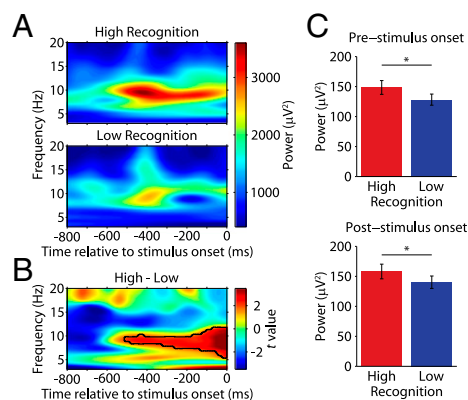 A
High Recognition
20
15
10
5
Frequency (Hz)
Low Recognition
20
15
10
5
Frequency (Hz)
-800 -600 -400 -200 0
Time relative to stimulus onset (ms)
3000
2000
1000
Power (µV²)
B
High - Low
20
15
10
5
Frequency (Hz)
-800 -600 -400 -200 0
Time relative to stimulus onset (ms)
2
0
-2
t value
C
Pre-stimulus onset
*
200
150
100
50
0
Power (µV²)
High Low
Recognition
Post-stimulus onset
*
200
150
100
50
0
Power (µV²)
High Low
Recognition